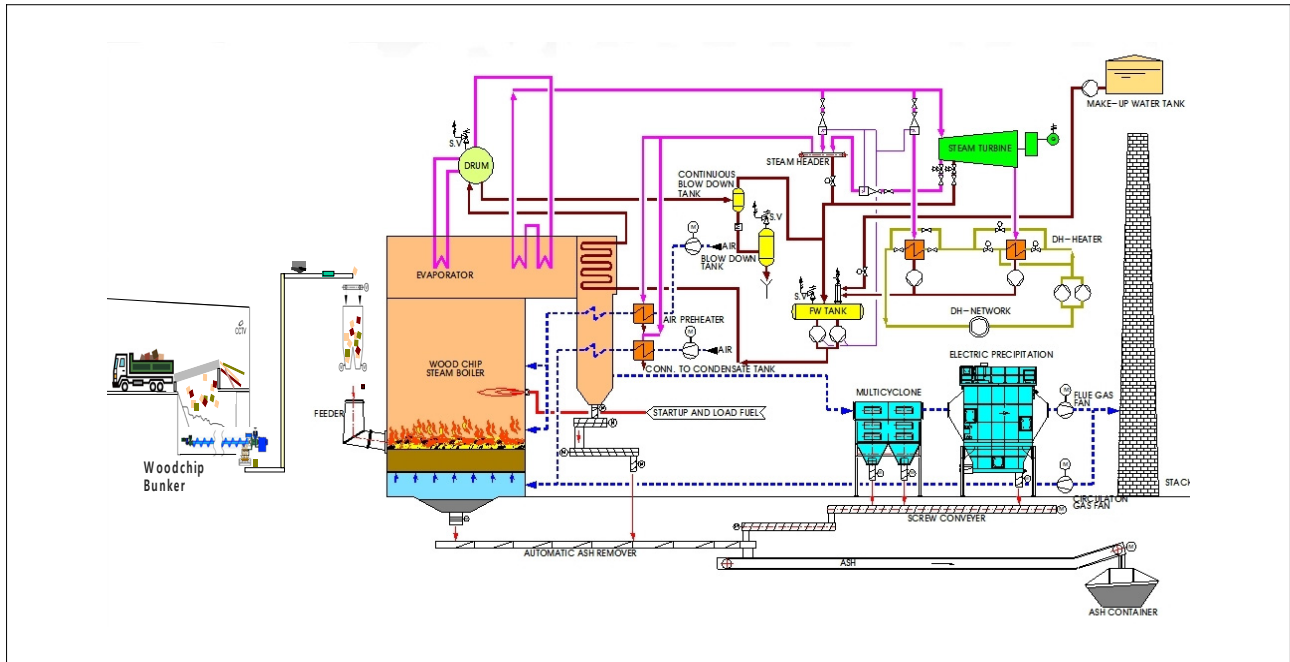 MAKE-UP WATER TANK
S.V
DRUM
STEAM TURBINE
STEAM HEADER
CONTINUOUS
BLOW DOWN
TANK
S.V
M
AIR
BLOW DOWN
TANK
DH-HEATER
EVAPORATOR
CCTV
S.V
FW TANK
DH-NETWORK
AIR PREHEATER
M
AIR
CONN. TO CONDENSATE TANK
WOOD CHIP
STEAM BOILER
ELECTRIC PRECIPITATION
MULTICYCLONE
M
FLUE GAS
FAN
FEEDER
STARTUP AND LOAD FUEL
Woodchip
Bunker
M
STACK
CIRCULATON
GAS FAN
SCREW CONVEYER
AUTOMATIC ASH REMOVER
M
ASH
ASH CONTAINER